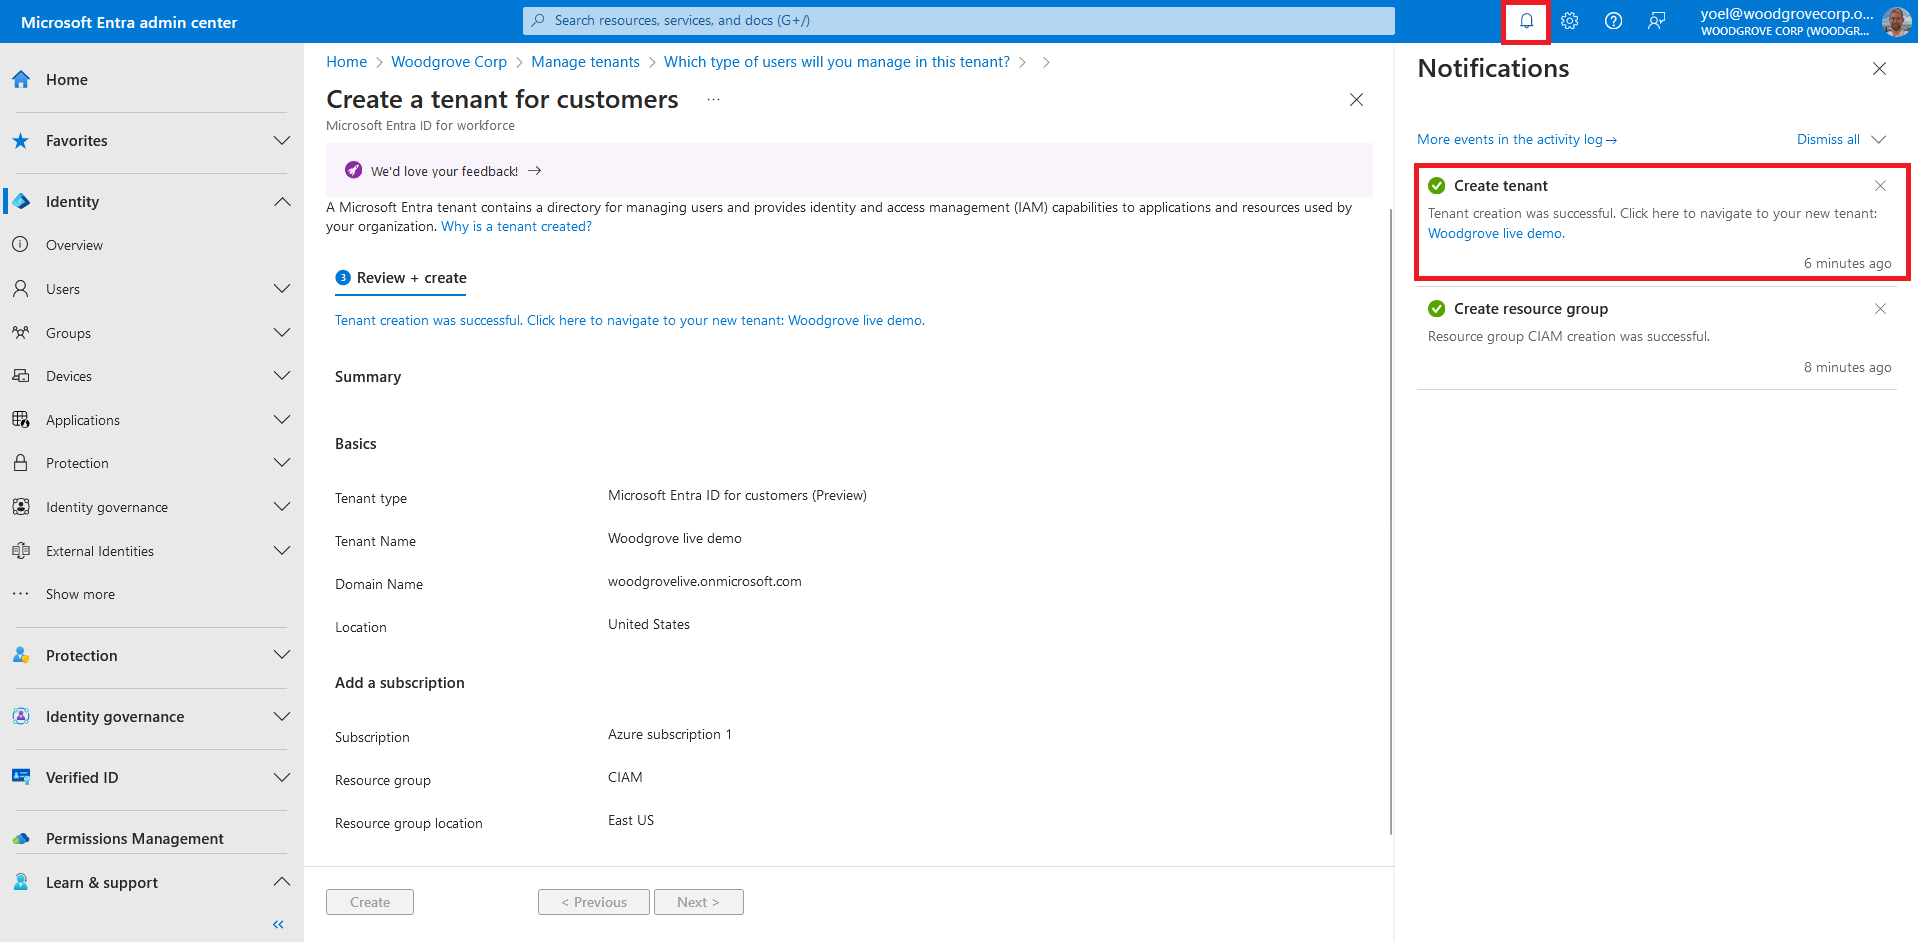 Microsoft Entra admin center
Search resources, services, and docs (G+/)
yoel@woodgrovecorp.o...
WOODGROVE CORP (WOODGR...
Home
Favorites
Identity
Overview
Users
Groups
Devices
Applications
Protection
Identity governance
External Identities
Show more
Protection
Identity governance
Verified ID
Permissions Management
Learn & support
Home > Woodgrove Corp > Manage tenants > Which type of users will you manage in this tenant? > >
Create a tenant for customers ...
Microsoft Entra ID for workforce
We'd love your feedback! →
A Microsoft Entra tenant contains a directory for managing users and provides identity and access management (IAM) capabilities to applications and resources used by
your organization. Why is a tenant created?
3 Review + create
Tenant creation was successful. Click here to navigate to your new tenant: Woodgrove live demo.
Summary
Basics
Tenant type Microsoft Entra ID for customers (Preview)
Tenant Name Woodgrove live demo
Domain Name woodgrovelive.onmicrosoft.com
Location United States
Add a subscription
Subscription Azure subscription 1
Resource group CIAM
Resource group location East US
Create < Previous Next >
Notifications
More events in the activity log → Dismiss all
Create tenant
Tenant creation was successful. Click here to navigate to your new tenant:
Woodgrove live demo.
6 minutes ago
Create resource group
Resource group CIAM creation was successful.
8 minutes ago